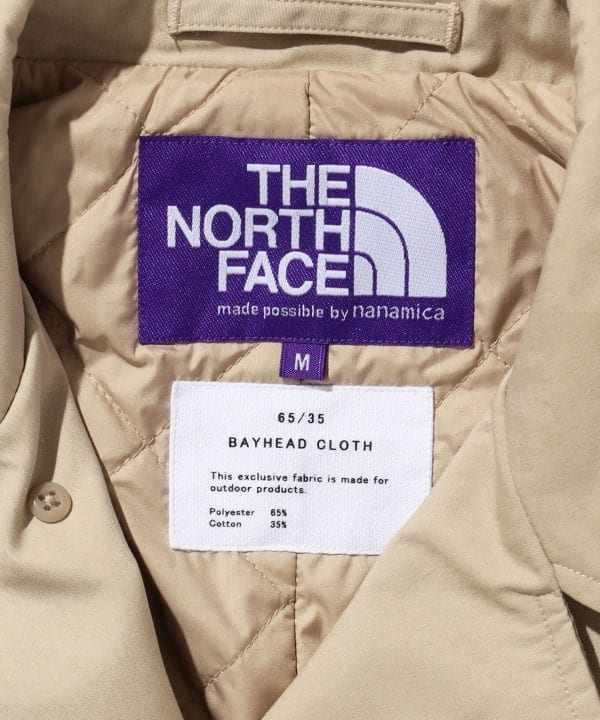 THE
NORTH
FACE
made possible by nanamica
M
65/35
BAYHEAD CLOTH
This exclusive fabric is made for
outdoor products.
Polyester 65%
Cotton 35%